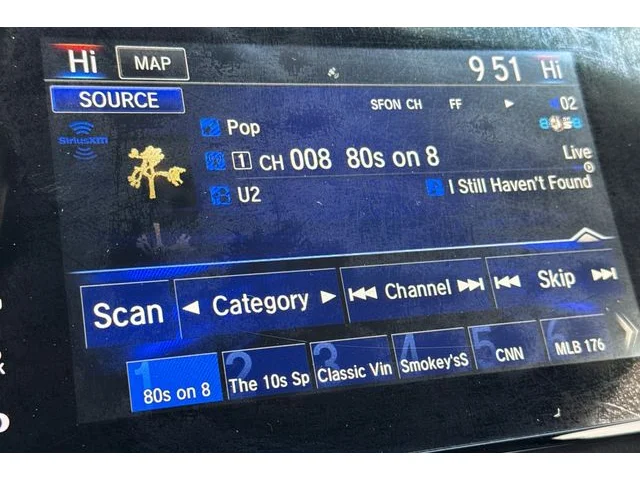 Hi MAP 9 51 Hi
SOURCE SFON CH FF 02
SiriusXM Pop
1 CH 008 80s on 8 Live
U2 I Still Haven't Found
Scan Category Channel Skip
1 80s on 8 2 The 10s Sp 3 Classic Vin 4 Smokey'sS 5 CNN 6 MLB 176